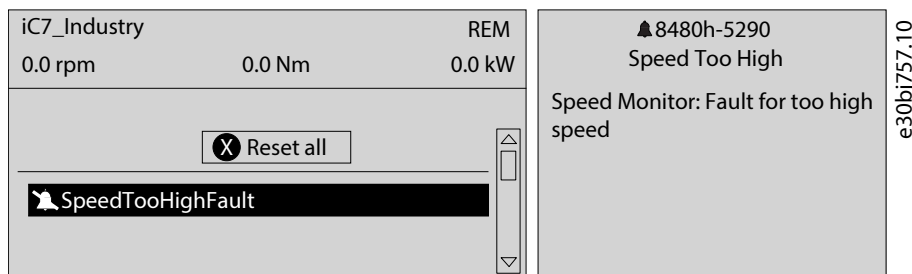 iC7_Industry REM
0.0 rpm 0.0 Nm 0.0 kW
X Reset all
SpeedTooHighFault
8480h-5290
Speed Too High
Speed Monitor: Fault for too high
speed
e30bi757.10